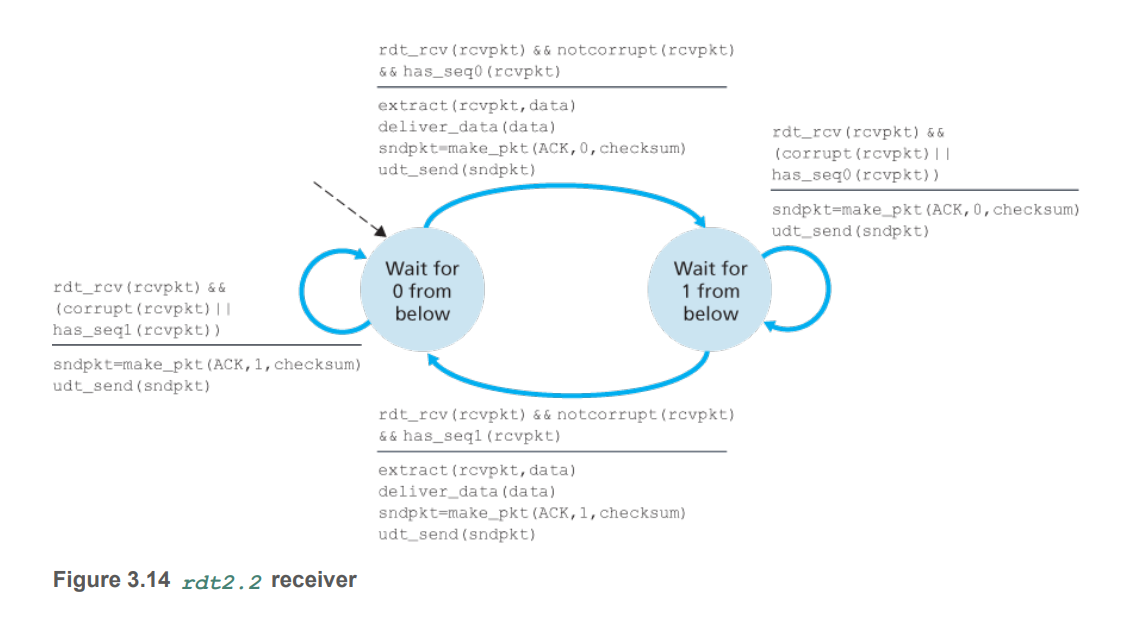 rdt_rcv(rcvpkt) && notcorrupt(rcvpkt)
&& has_seq0(rcvpkt)
extract(rcvpkt,data)
deliver_data(data)
sndpkt=make_pkt(ACK,0,checksum)
udt_send(sndpkt)
rdt_rcv(rcvpkt) &&
(corrupt(rcvpkt)||
has_seq0(rcvpkt))
sndpkt=make_pkt(ACK,0,checksum)
udt_send(sndpkt)
Wait for
0 from
below
Wait for
1 from
below
rdt_rcv(rcvpkt) &&
(corrupt(rcvpkt)||
has_seq1(rcvpkt))
sndpkt=make_pkt(ACK,1,checksum)
udt_send(sndpkt)
rdt_rcv(rcvpkt) && notcorrupt(rcvpkt)
&& has_seq1(rcvpkt)
extract(rcvpkt,data)
deliver_data(data)
sndpkt=make_pkt(ACK,1,checksum)
udt_send(sndpkt)
Figure 3.14 rdt2.2 receiver